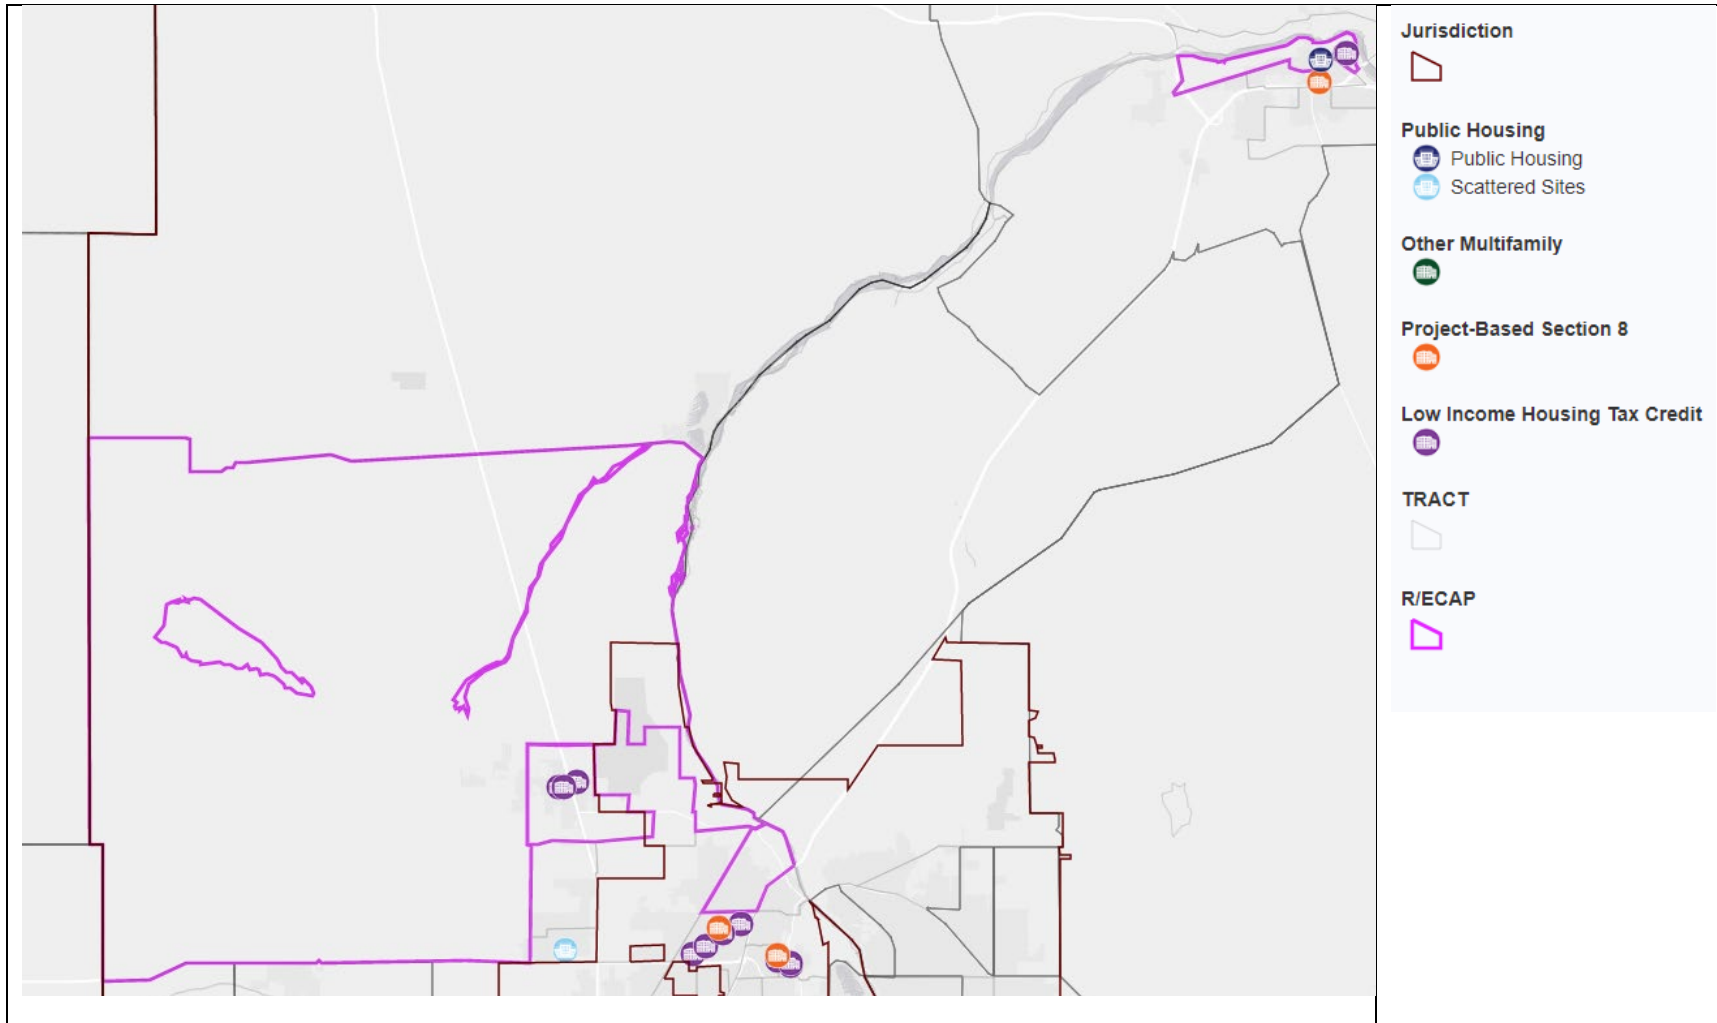 Jurisdiction
Public Housing
Public Housing
Scattered Sites
Other Multifamily
Project-Based Section 8
Low Income Housing Tax Credit
TRACT
R/ECAP